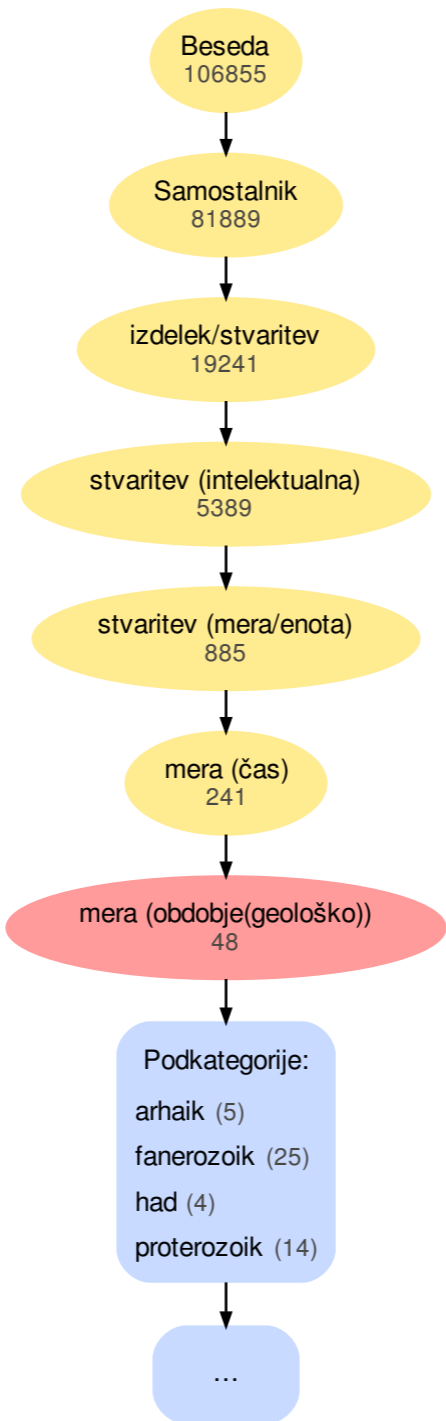 Beseda
106855
Samostalnik
81889
izdelek/stvaritev
19241
stvaritev (intelektualna)
5389
stvaritev (mera/enota)
885
mera (čas)
241
mera (obdobje(geološko))
48
Podkategorije:
arhaik (5)
fanerozoik (25)
had (4)
proterozoik (14)
...